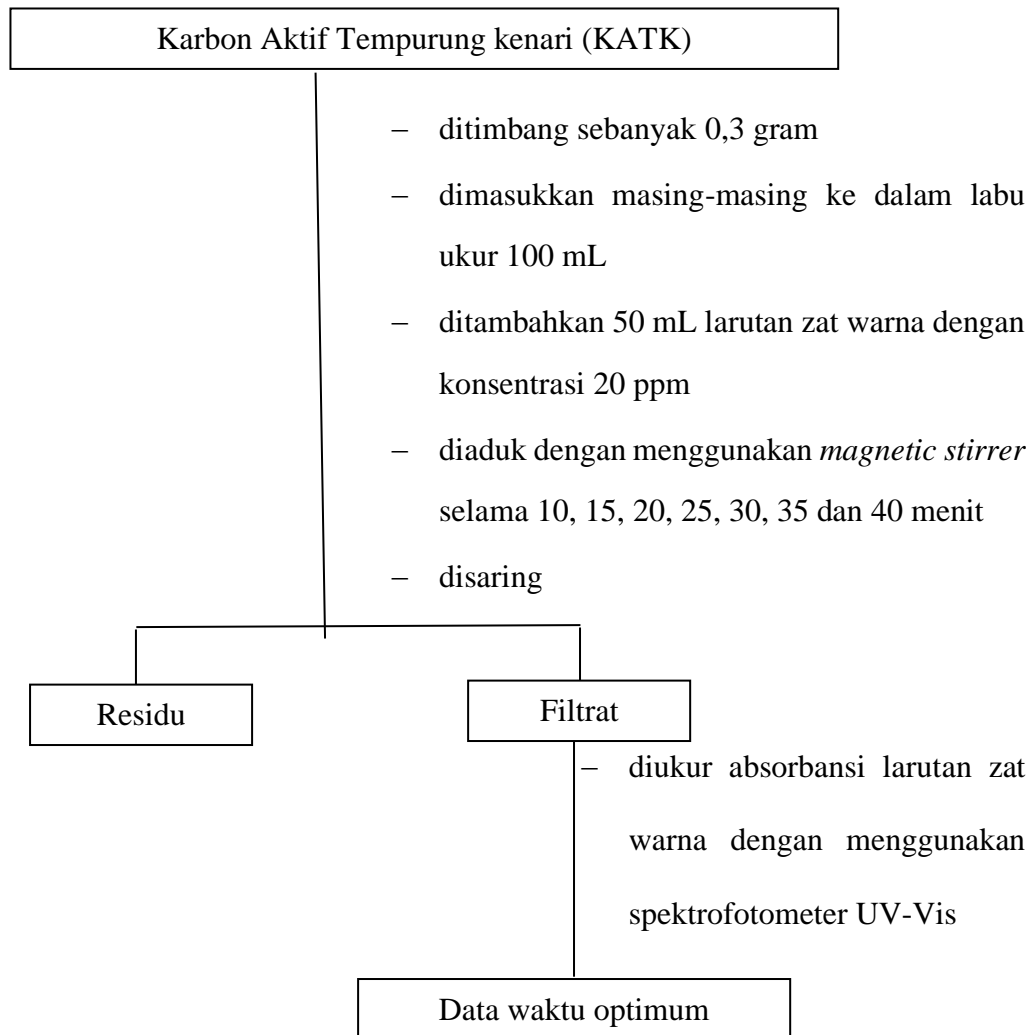 Karbon Aktif Tempurung kenari (KATK)
– ditimbang sebanyak 0,3 gram
– dimasukkan masing-masing ke dalam labu
ukur 100 mL
– ditambahkan 50 mL larutan zat warna dengan
konsentrasi 20 ppm
– diaduk dengan menggunakan magnetic stirrer
selama 10, 15, 20, 25, 30, 35 dan 40 menit
– disaring
Residu
Filtrat
– diukur absorbansi larutan zat
warna dengan menggunakan
spektrofotometer UV-Vis
Data waktu optimum